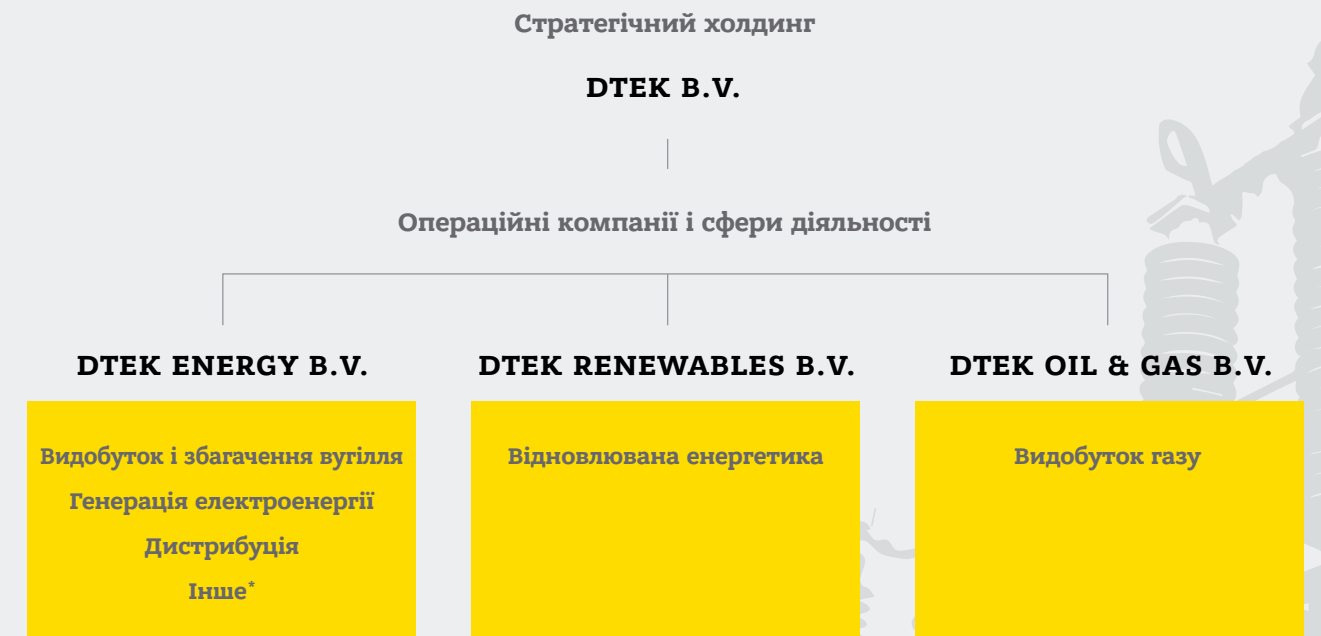 Стратегічний холдинг
DTEK B.V.
Операційні компанії і сфери діяльності
DTEK ENERGY B.V.
Видобуток і збагачення вугілля
Генерація електроенергії
Дистрибуція
Інше*
DTEK RENEWABLES B.V.
Відновлювана енергетика
DTEK OIL & GAS B.V.
Видобуток газу